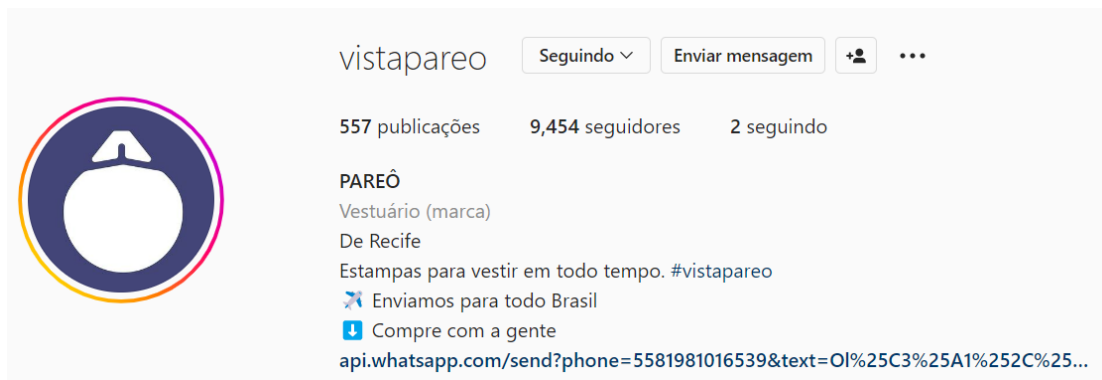 vistapareo Seguindo Enviar mensagem
557 publicações 9,454 seguidores 2 seguindo
PAREÔ
Vestuário (marca)
De Recife
Estampas para vestir em todo tempo. #vistapareo
✈️ Enviamos para todo Brasil
⬇️ Compre com a gente
api.whatsapp.com/send?phone=5581981016539&text=Ol%25C3%25A1%252C%25...